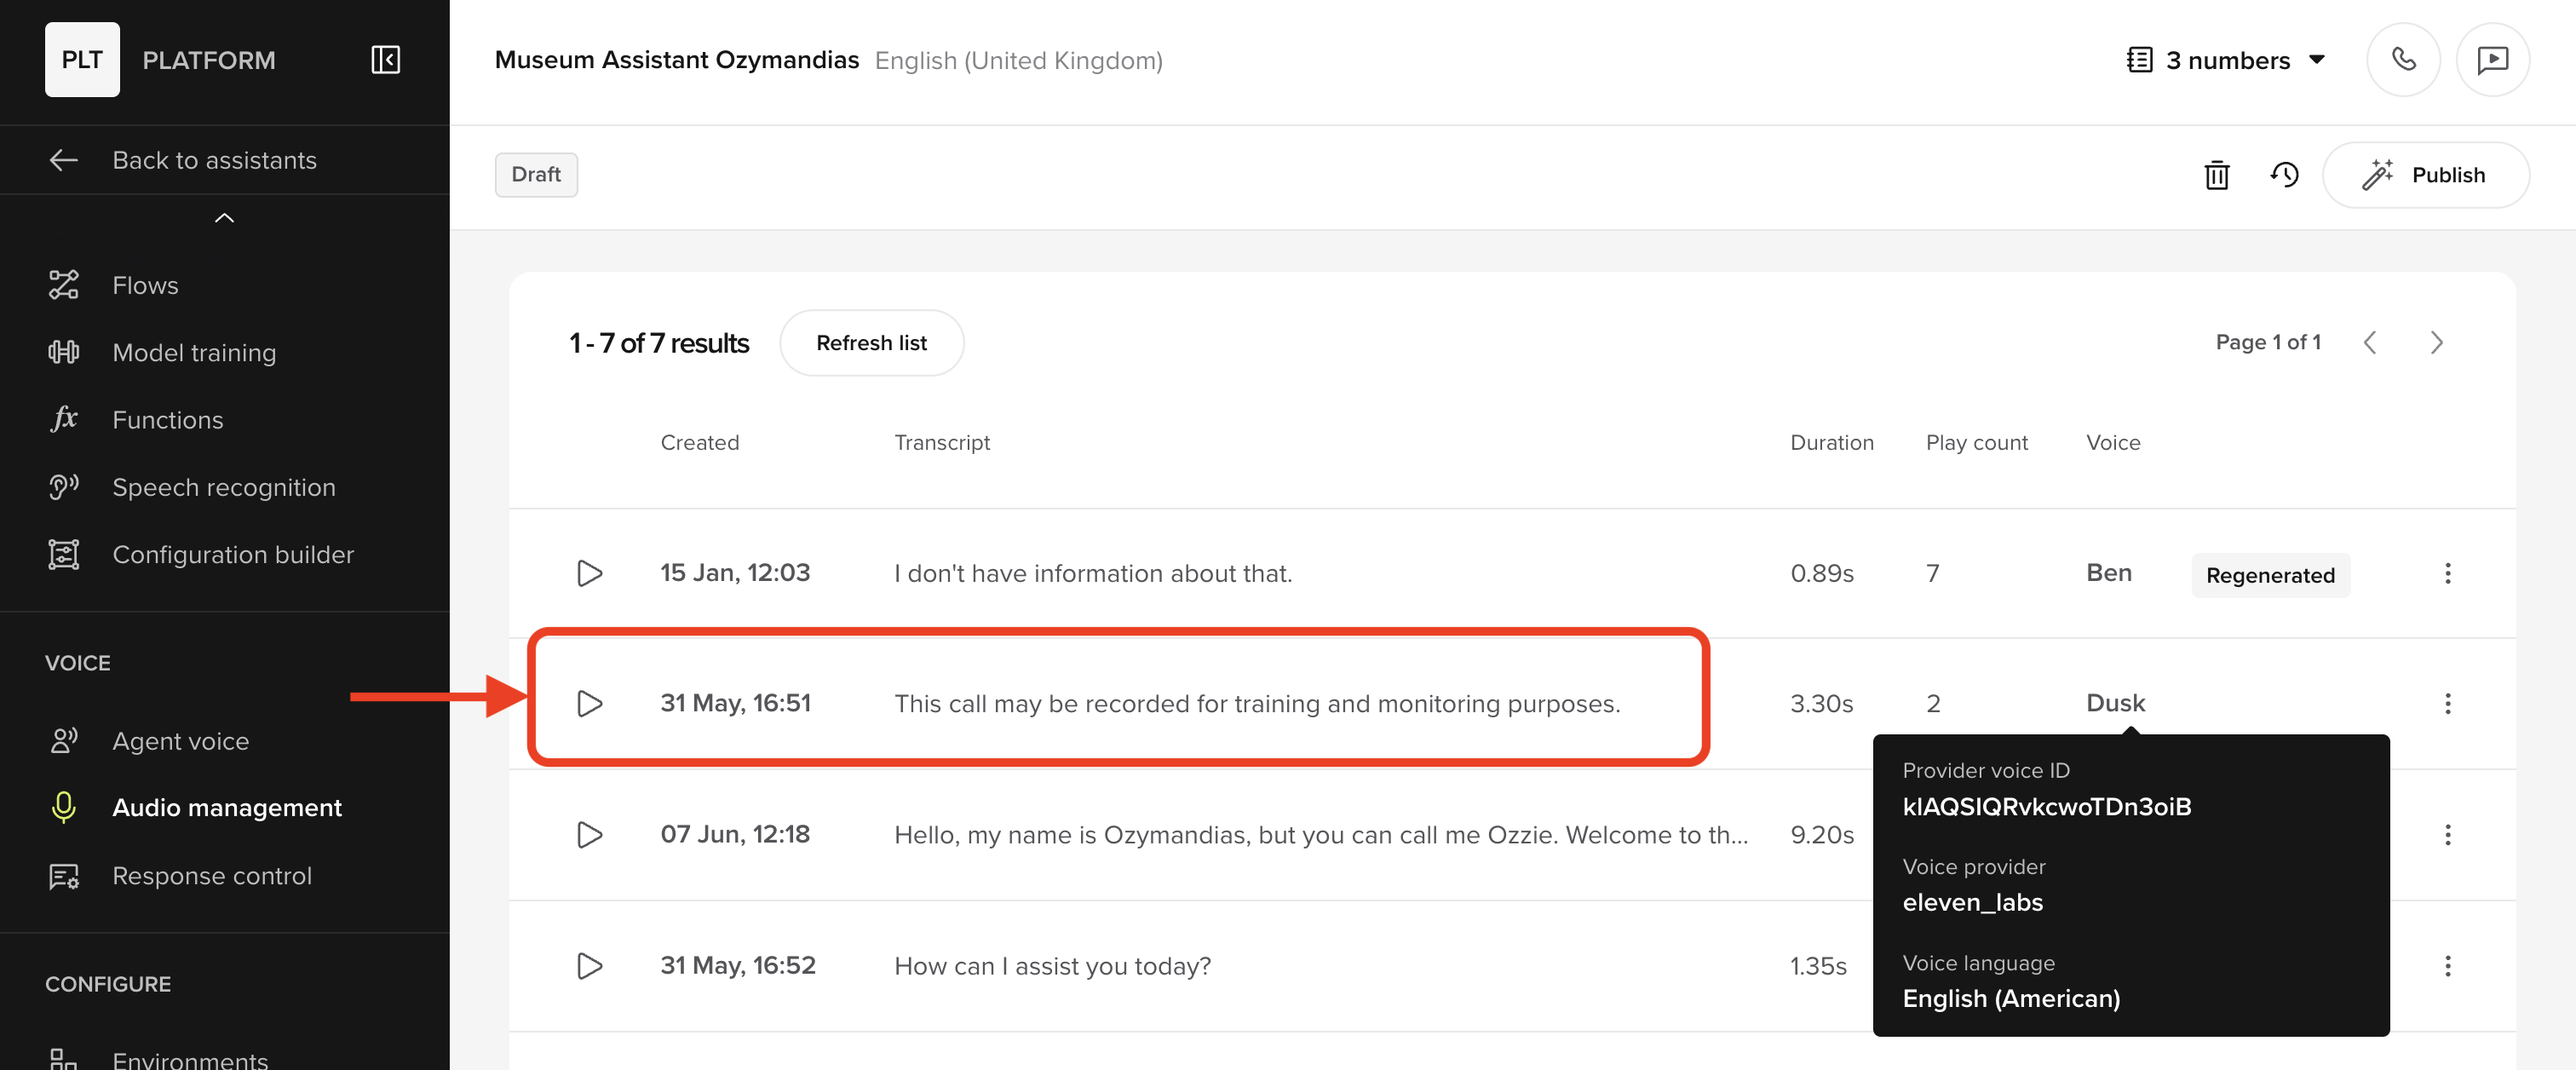 PLT PLATFORM
Back to assistants
Flows
Model training
fx Functions
Speech recognition
Configuration builder
VOICE
Agent voice
Audio management
Response control
CONFIGURE
Environments
Museum Assistant Ozymandias English (United Kingdom)
3 numbers
Draft
Publish
1 - 7 of 7 results
Refresh list
Page 1 of 1
Created Transcript Duration Play count Voice
15 Jan, 12:03 I don't have information about that. 0.89s 7 Ben Regenerated
31 May, 16:51 This call may be recorded for training and monitoring purposes. 3.30s 2 Dusk
07 Jun, 12:18 Hello, my name is Ozymandias, but you can call me Ozzie. Welcome to th... 9.20s
31 May, 16:52 How can I assist you today? 1.35s
Provider voice ID
klAQSIQRvkcwoTDn3oiB
Voice provider
eleven_labs
Voice language
English (American)